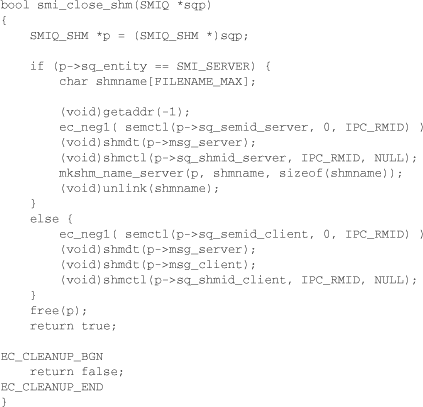 bool smi_close_shm(SMIQ *sqp)
{
    SMIQ_SHM *p = (SMIQ_SHM *)sqp;

    if (p->sq_entity == SMI_SERVER) {
        char shmname[FILENAME_MAX];

        (void)getaddr(-1);
        ec_neg1( semctl(p->sq_semid_server, 0, IPC_RMID) )
        (void)shmdt(p->msg_server);
        (void)shmctl(p->sq_shmid_server, IPC_RMID, NULL);
        mkshm_name_server(p, shmname, sizeof(shmname));
        (void)unlink(shmname);
    }
    else {
        ec_neg1( semctl(p->sq_semid_client, 0, IPC_RMID) )
        (void)shmdt(p->msg_server);
        (void)shmdt(p->msg_client);
        (void)shmctl(p->sq_shmid_client, IPC_RMID, NULL);
    }
    free(p);
    return true;

EC_CLEANUP_BGN
    return false;
EC_CLEANUP_END
}